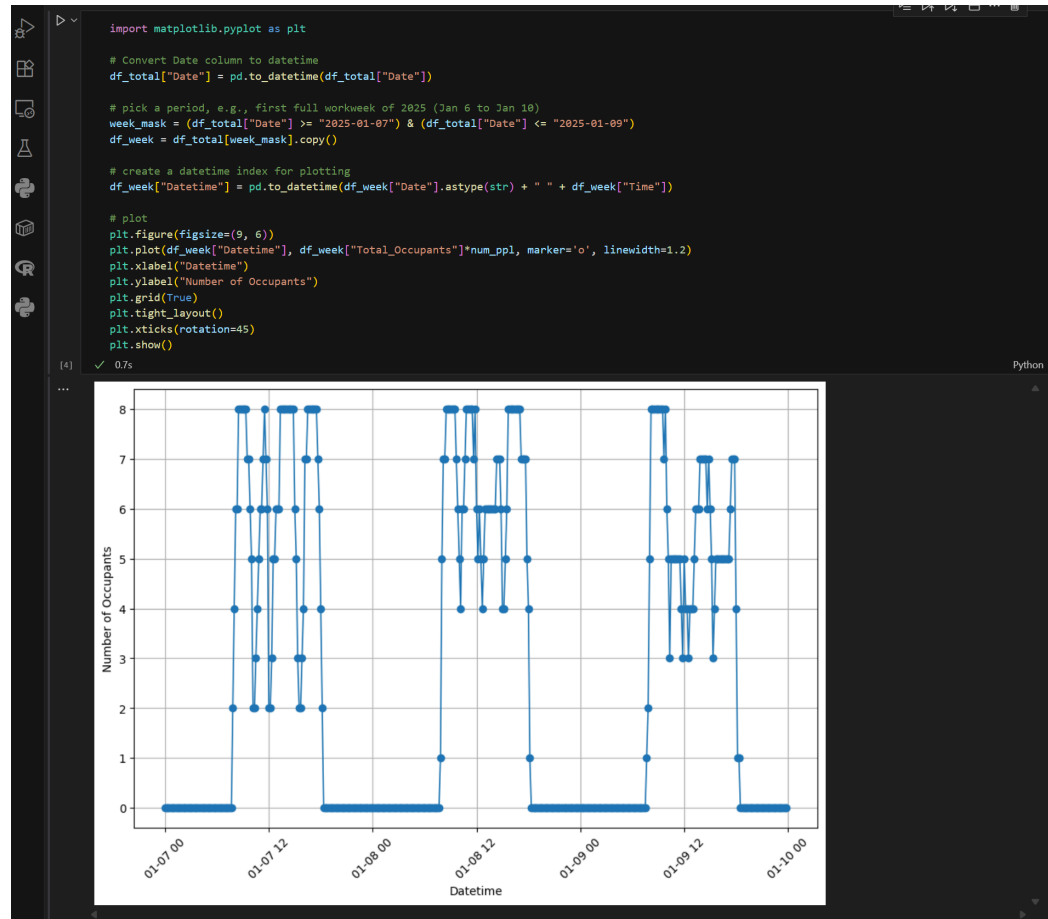 import matplotlib.pyplot as plt
# Convert Date column to datetime
df_total["Date"] = pd.to_datetime(df_total["Date"])
# pick a period, e.g., first full workweek of 2025 (Jan 6 to Jan 10)
week_mask = (df_total["Date"] >= "2025-01-07") & (df_total["Date"] <= "2025-01-09")
df_week = df_total[week_mask].copy()
# create a datetime index for plotting
df_week["Datetime"] = pd.to_datetime(df_week["Date"].astype(str) + " " + df_week["Time"])
# plot
plt.figure(figsize=(9, 6))
plt.plot(df_week["Datetime"], df_week["Total_Occupants"]*num_ppl, marker='o', linewidth=1.2)
plt.xlabel("Datetime")
plt.ylabel("Number of Occupants")
plt.grid(True)
plt.tight_layout()
plt.xticks(rotation=45)
plt.show()
[4] ✓ 0.7s Python
...
8
7
6
5
4
3
2
1
0
Number of Occupants
01-07 00
01-07 12
01-08 00
01-08 12
01-09 00
01-09 12
01-10 00
Datetime